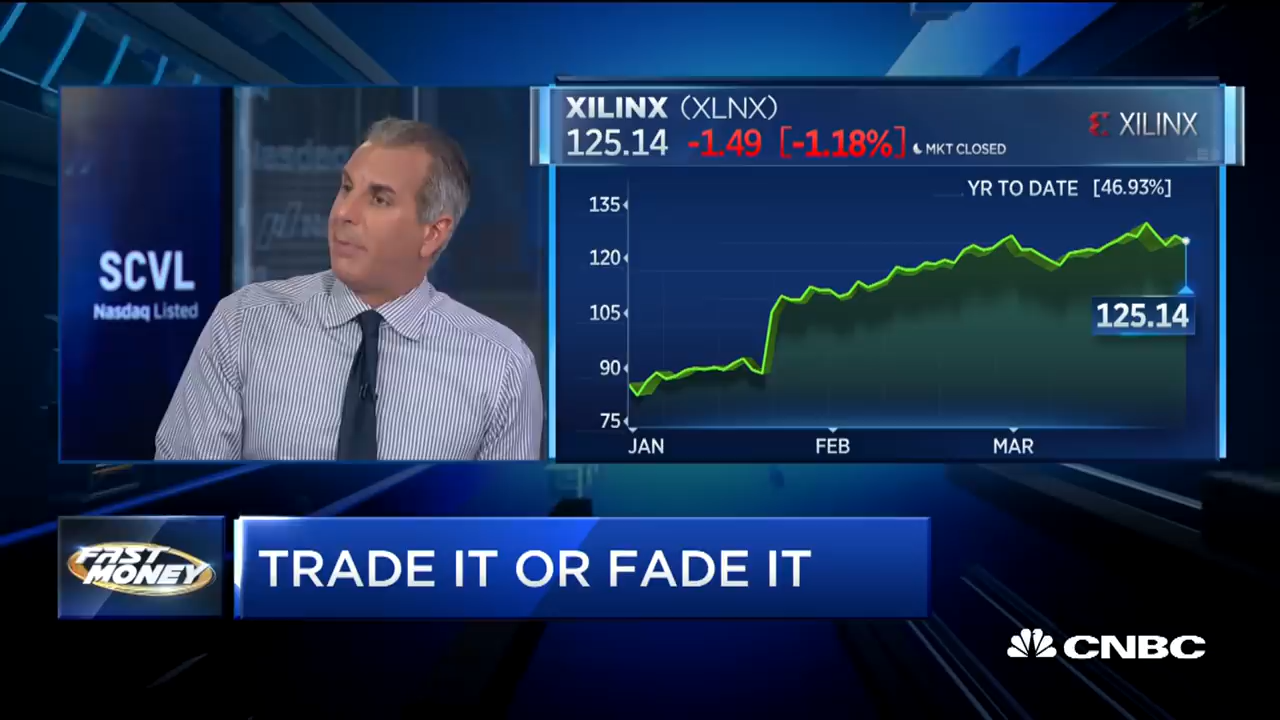 XILINX (XLNX)
125.14 -1.49 [-1.18%] MKT CLOSED
XILINX
YR TO DATE [46.93%]
135
120
105
90
75
125.14
JAN FEB MAR
SCVL
Nasdaq Listed
Nasdaq
FAST
MONEY
TRADE IT OR FADE IT
CNBC